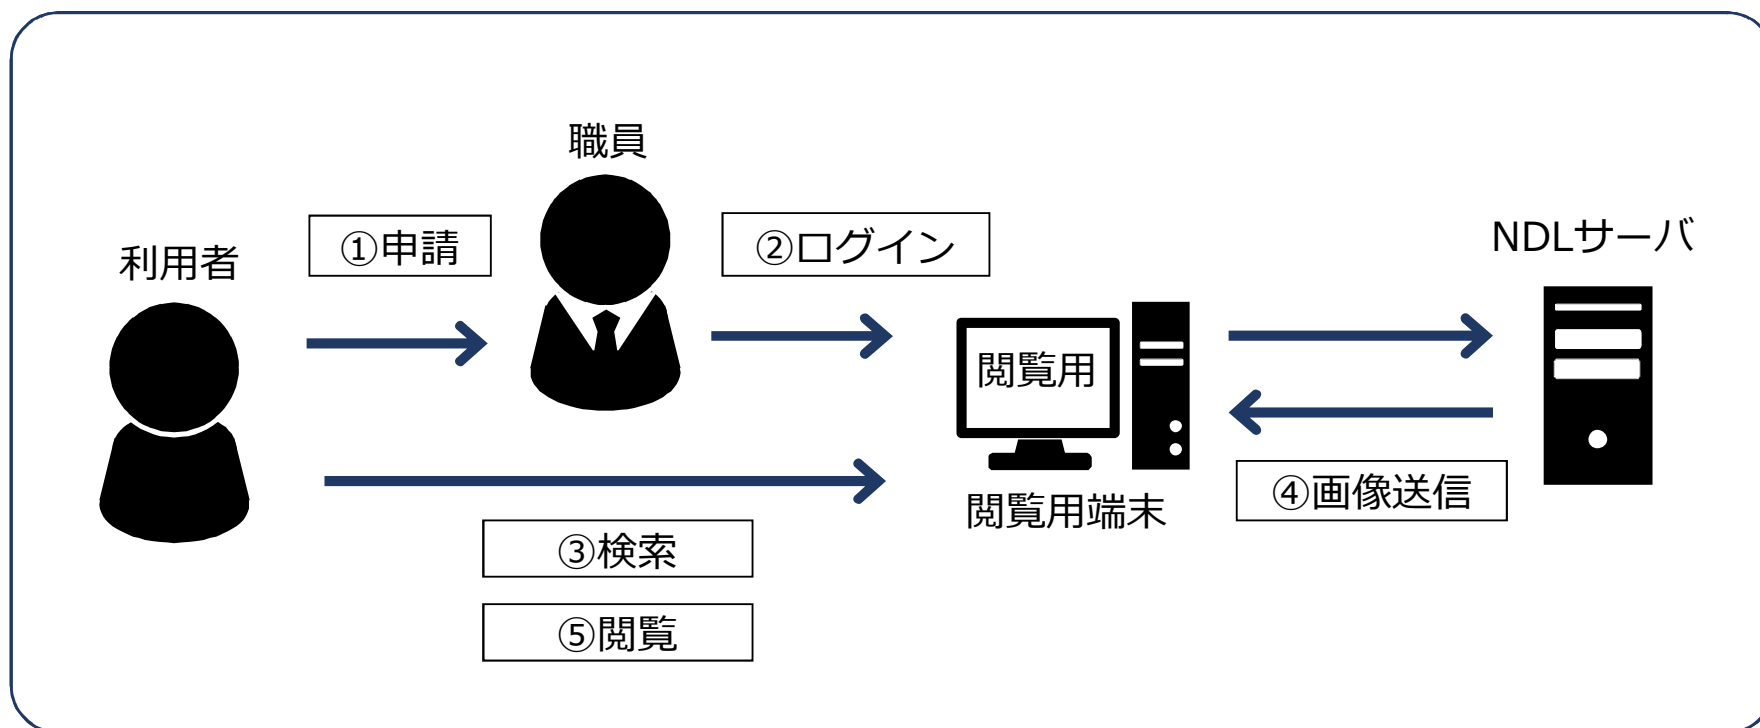 職員
①申請
②ログイン
NDLサーバ
利用者
閲覧用
④画像送信
閲覧用端末
③検索
⑤閲覧